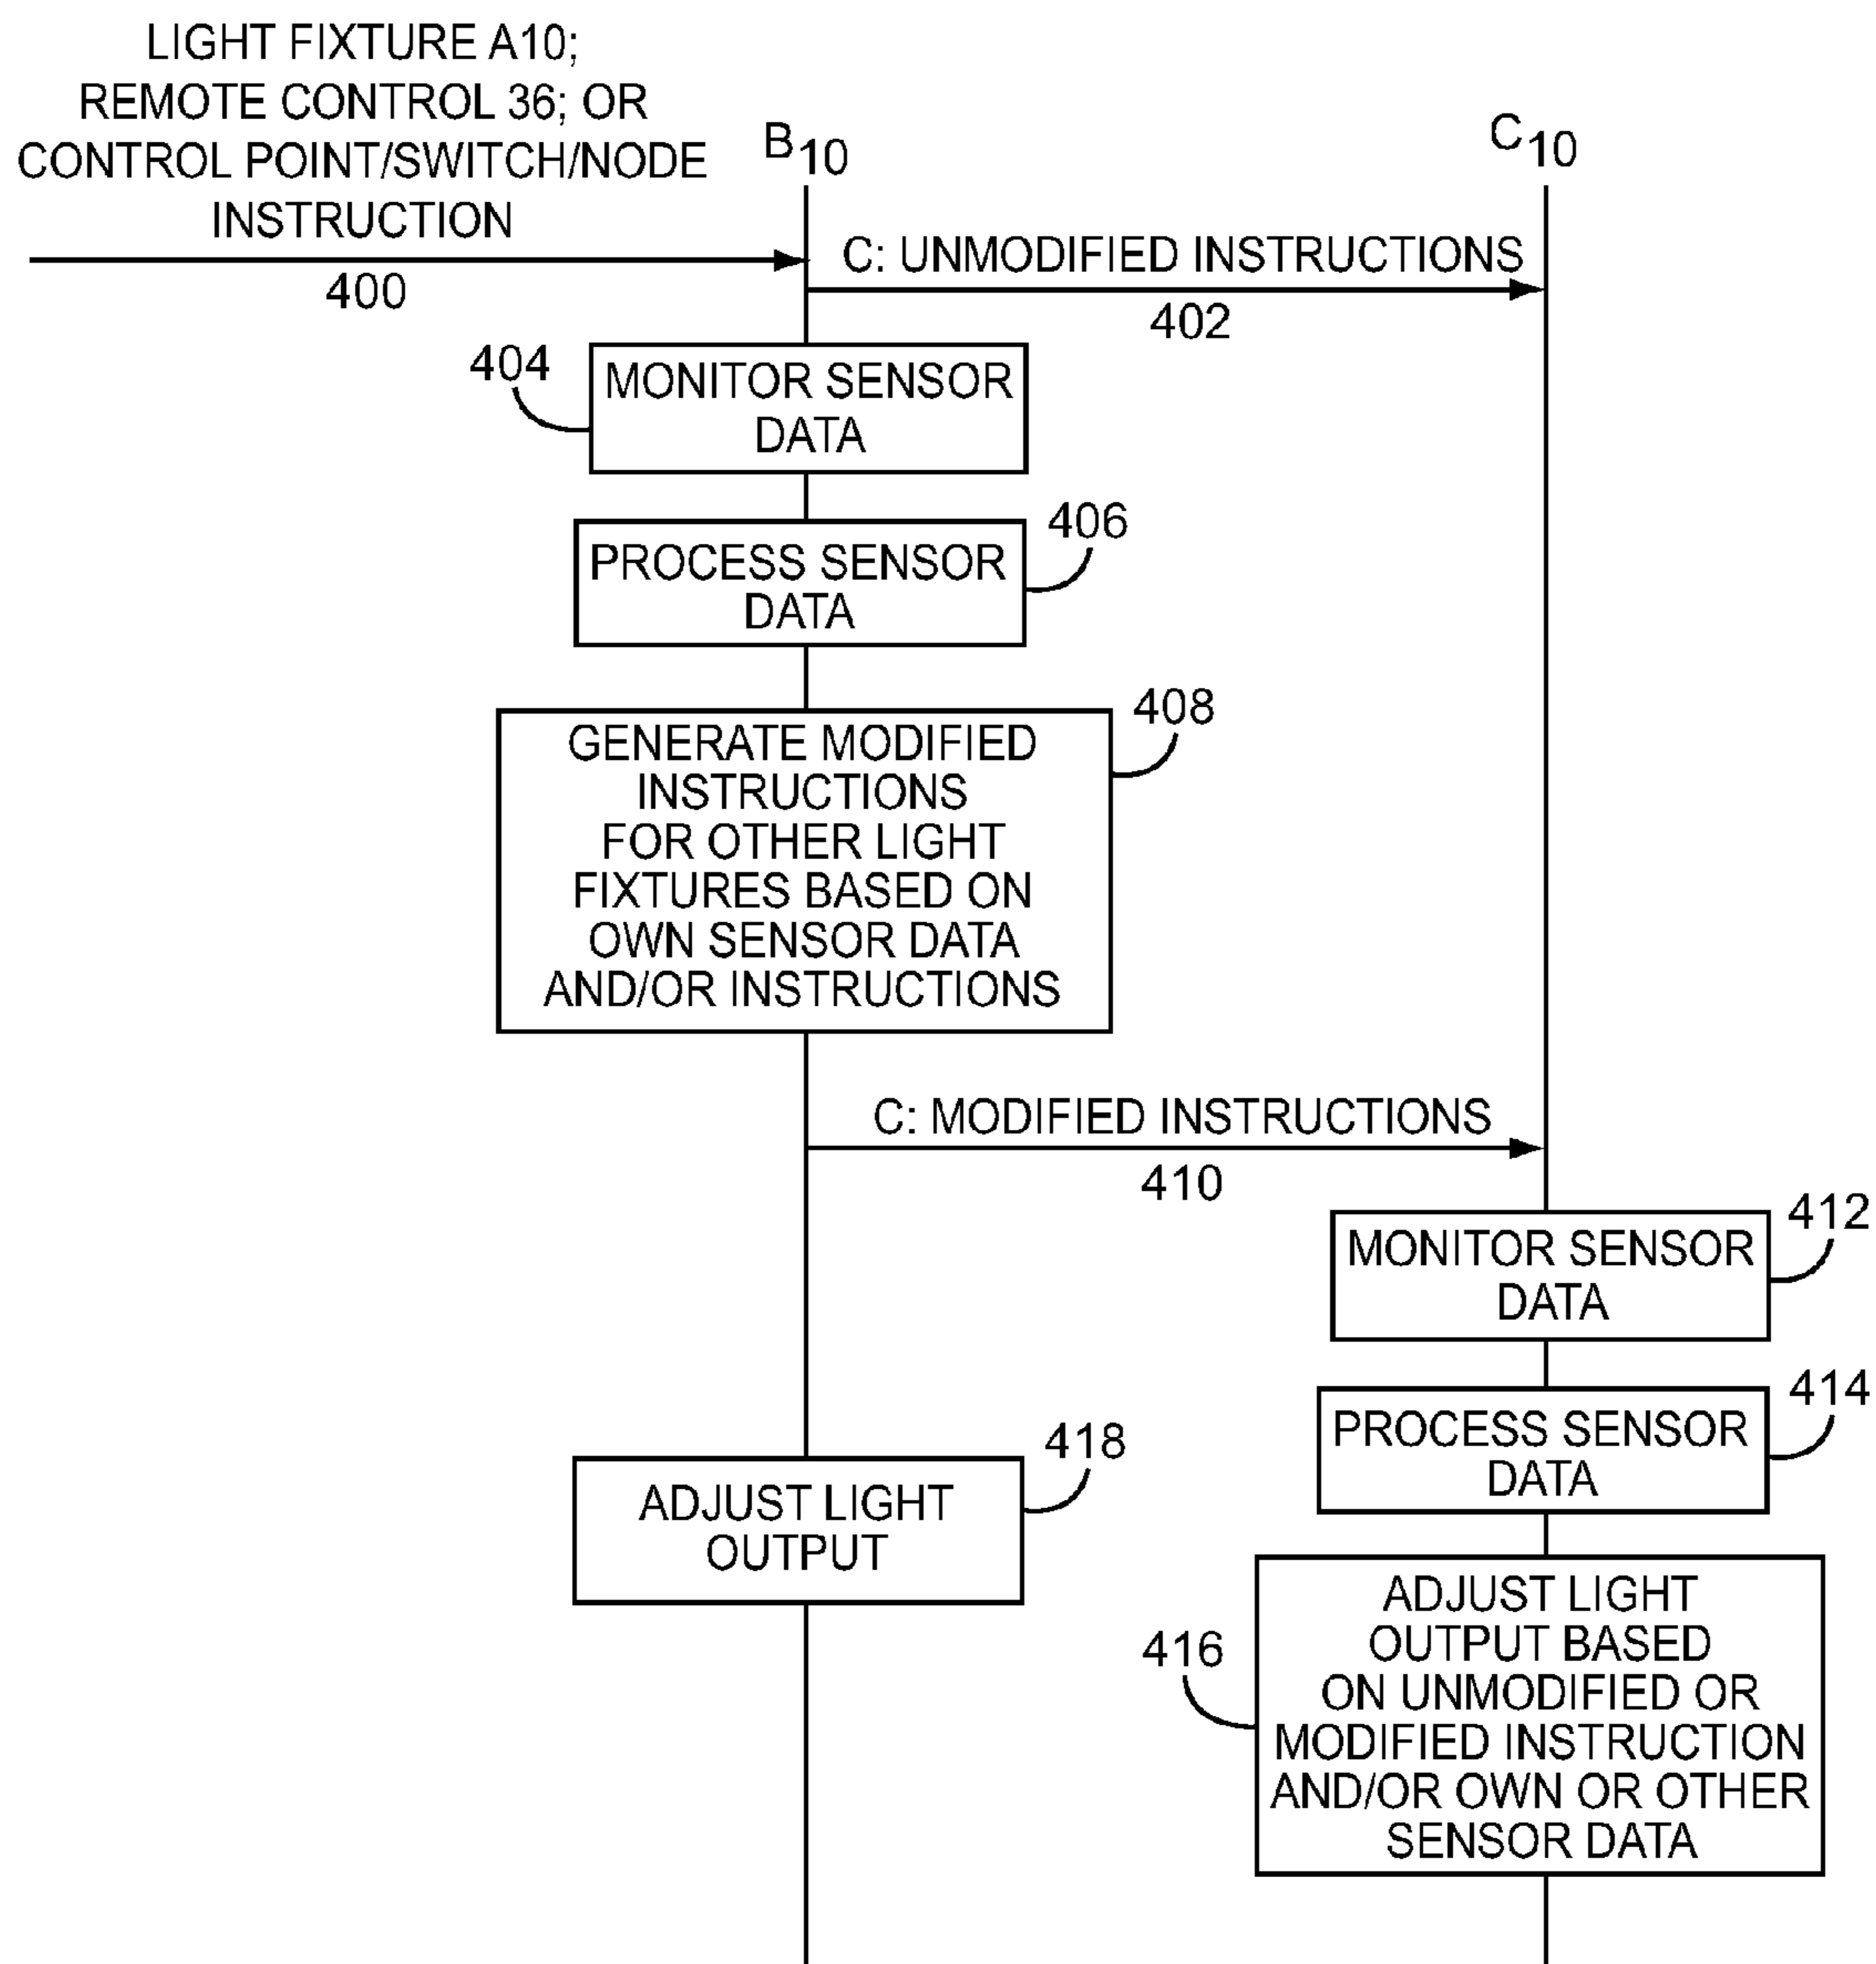 LIGHT FIXTURE A10;
REMOTE CONTROL 36; OR
CONTROL POINT/SWITCH/NODE
INSTRUCTION
400
B10
C10
C: UNMODIFIED INSTRUCTIONS
402
404
MONITOR SENSOR
DATA
406
PROCESS SENSOR
DATA
408
GENERATE MODIFIED
INSTRUCTIONS
FOR OTHER LIGHT
FIXTURES BASED ON
OWN SENSOR DATA
AND/OR INSTRUCTIONS
C: MODIFIED INSTRUCTIONS
410
412
MONITOR SENSOR
DATA
414
PROCESS SENSOR
DATA
418
ADJUST LIGHT
OUTPUT
416
ADJUST LIGHT
OUTPUT BASED
ON UNMODIFIED OR
MODIFIED INSTRUCTION
AND/OR OWN OR OTHER
SENSOR DATA